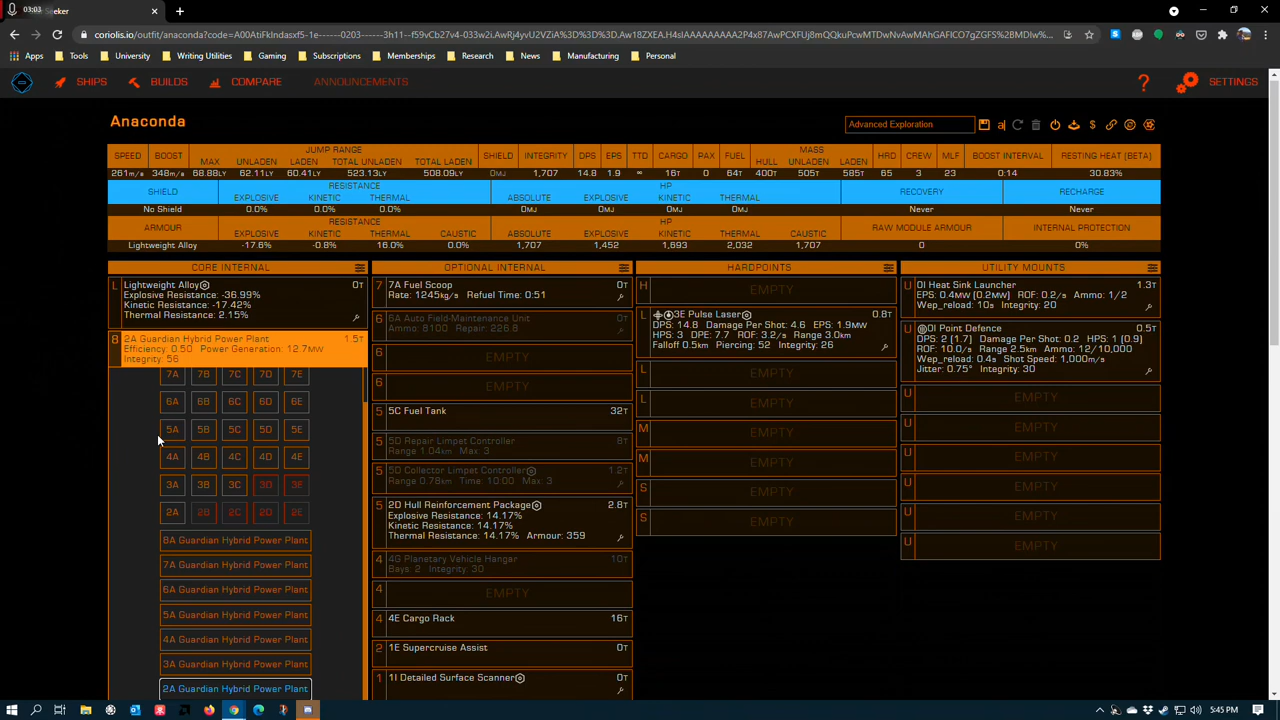 03:03
Seeker
coriolis.io/outfit/anaconda?code=
Apps Tools University Writing Utilities Gaming Subscriptions Memberships Research News Manufacturing Personal
SHIPS BUILDS COMPARE ANNOUNCEMENTS SETTINGS
Anaconda
Advanced Exploration
JUMP RANGE MASS
SPEED BOOST MAX UNLADEN LADEN TOTAL UNLADEN TOTAL LADEN SHIELD INTEGRITY DPS EPS TTD CARGO PAX FUEL HULL UNLADEN LADEN HRD CREW MLF BOOST INTERVAL RESTING HEAT (BETA)
261m/s 348m/s 68.88LY 62.11LY 60.41LY 523.13LY 508.09LY 0MJ 1,707 14.8 1.9 ∞ 16T 0 64T 400T 505T 585T 65 3 23 0:14 30.83%
SHIELD RESISTANCE HP RECOVERY RECHARGE
EXPLOSIVE KINETIC THERMAL ABSOLUTE EXPLOSIVE KINETIC THERMAL
No Shield 0.0% 0.0% 0.0% 0MJ 0MJ 0MJ 0MJ Never Never
ARMOUR RESISTANCE HP RAW MODULE ARMOUR INTERNAL PROTECTION
EXPLOSIVE KINETIC THERMAL CAUSTIC ABSOLUTE EXPLOSIVE KINETIC THERMAL CAUSTIC
Lightweight Alloy -17.6% -0.8% 16.0% 0.0% 1,707 1,452 1,693 2,032 1,707 0 0%
CORE INTERNAL
L Lightweight Alloy 0T
Explosive Resistance: -36.99%
Kinetic Resistance: -17.42%
Thermal Resistance: 2.15%
8 2A Guardian Hybrid Power Plant 1.5T
Efficiency: 0.50 Power Generation: 12.7MW
Integrity: 56
7A 7B 7C 7D 7E
6A 6B 6C 6D 6E
5A 5B 5C 5D 5E
4A 4B 4C 4D 4E
3A 3B 3C 3D 3E
2A 2B 2C 2D 2E
8A Guardian Hybrid Power Plant
7A Guardian Hybrid Power Plant
6A Guardian Hybrid Power Plant
5A Guardian Hybrid Power Plant
4A Guardian Hybrid Power Plant
3A Guardian Hybrid Power Plant
2A Guardian Hybrid Power Plant
OPTIONAL INTERNAL
7 7A Fuel Scoop 0T
Rate: 1245kg/s Refuel Time: 0:51
6 6A Auto Field-Maintenance Unit 0T
Ammo: 8100 Repair: 226.8
6 EMPTY
6 EMPTY
5 5C Fuel Tank 32T
5 5D Repair Limpet Controller 8T
Range 1.04km Max: 3
5 5D Collector Limpet Controller 1.2T
Range 0.78km Time: 10:00 Max: 3
5 2D Hull Reinforcement Package 2.8T
Explosive Resistance: 14.17%
Kinetic Resistance: 14.17%
Thermal Resistance: 14.17% Armour: 359
4 4G Planetary Vehicle Hangar 10T
Bays: 2 Integrity: 30
4 EMPTY
4 4E Cargo Rack 16T
2 1E Supercruise Assist 0T
1 1I Detailed Surface Scanner 0T
HARDPOINTS
H EMPTY
L 3E Pulse Laser 0.8T
DPS: 14.8 Damage Per Shot: 4.6 EPS: 1.9MW
HPS: 3 DPE: 7.7 ROF: 3.2/s Range 3.0km
Falloff 0.5km Piercing: 52 Integrity: 26
L EMPTY
L EMPTY
M EMPTY
M EMPTY
S EMPTY
S EMPTY
UTILITY MOUNTS
U 0I Heat Sink Launcher 1.3T
EPS: 0.4MW (0.2MW) ROF: 0.2/s Ammo: 1/2
Wep_reload: 10s Integrity: 20
U 0I Point Defence 0.5T
DPS: 2 [1.7] Damage Per Shot: 0.2 HPS: 1 (0.9)
ROF: 10.0/s Range 2.5km Ammo: 12/10,000
Wep_reload: 0.4s Shot Speed: 1,000m/s
Jitter: 0.75° Integrity: 30
U EMPTY
U EMPTY
U EMPTY
U EMPTY
U EMPTY
U EMPTY
5:45 PM